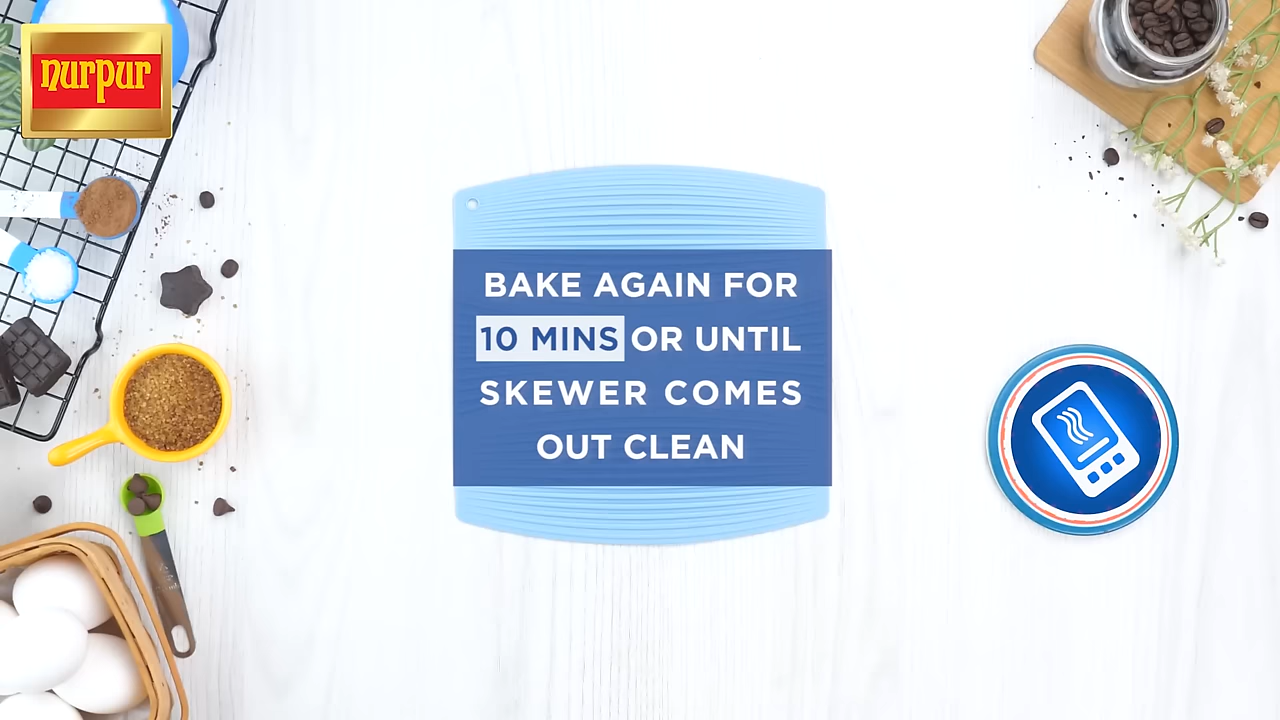 nurpur
BAKE AGAIN FOR
10 MINS OR UNTIL
SKEWER COMES
OUT CLEAN